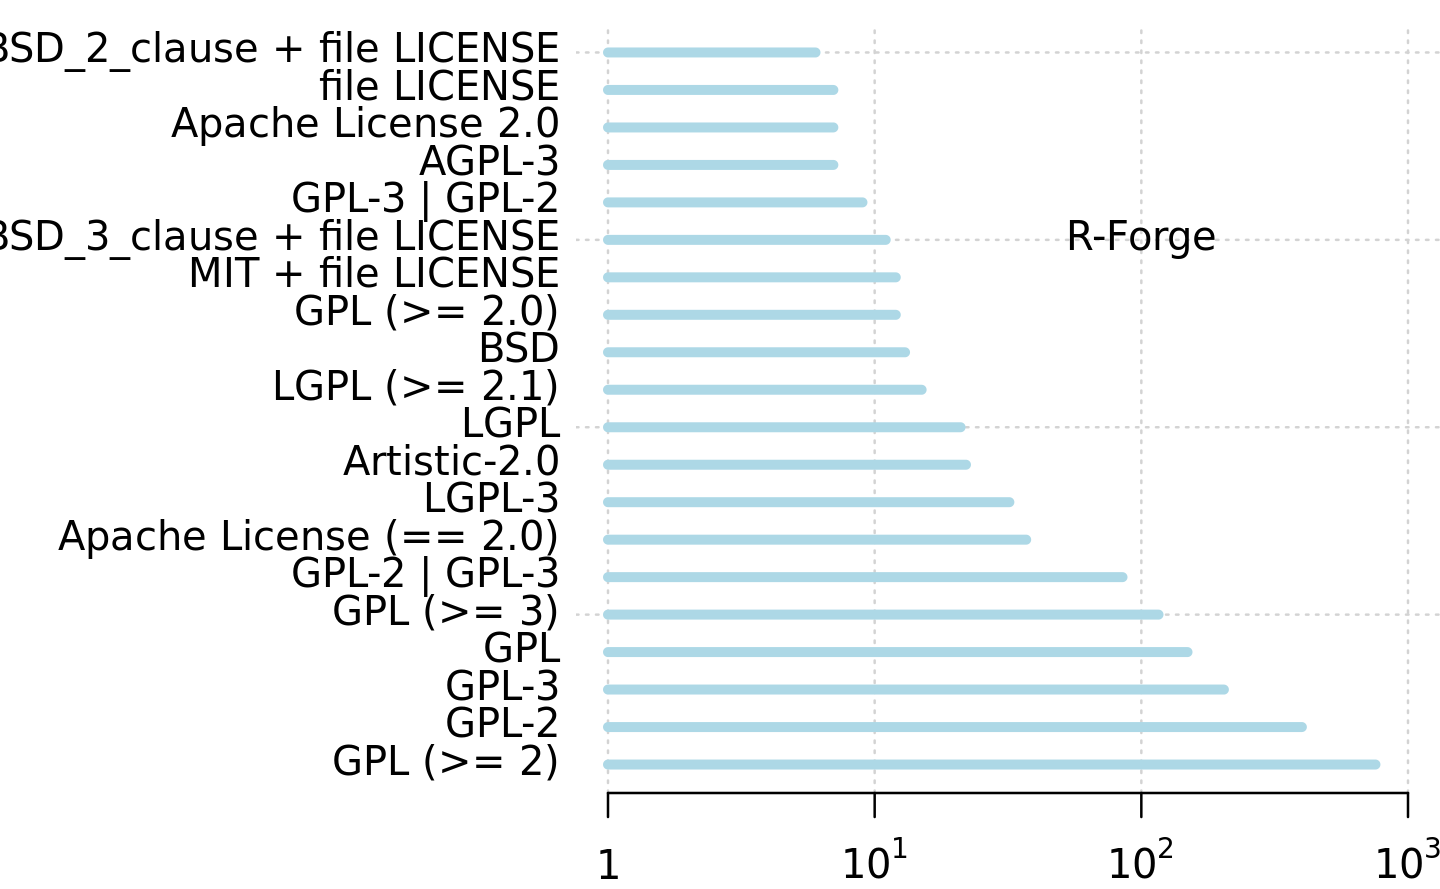 BSD_2_clause + file LICENSE
file LICENSE
Apache License 2.0
AGPL-3
GPL-3 | GPL-2
BSD_3_clause + file LICENSE
R-Forge
MIT + file LICENSE
GPL (>= 2.0)
BSD
LGPL (>= 2.1)
LGPL
Artistic-2.0
LGPL-3
Apache License (== 2.0)
GPL-2 | GPL-3
GPL (>= 3)
GPL
GPL-3
GPL-2
GPL (>= 2)
1 10¹ 10² 10³